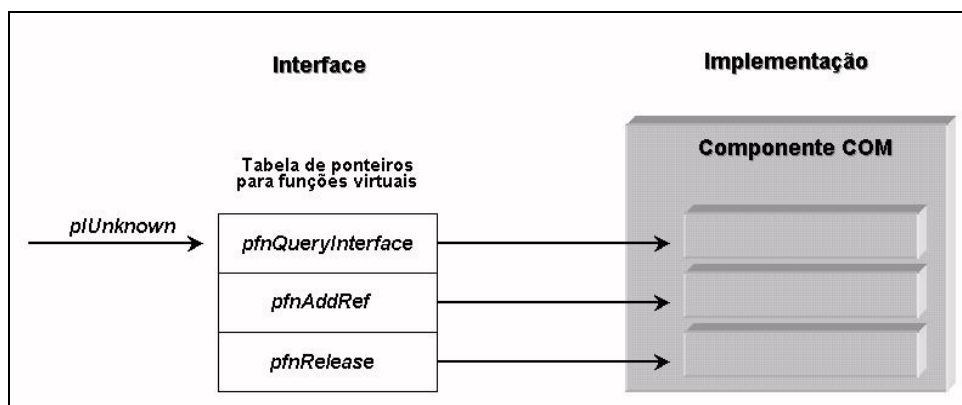 Interface
Implementação
Tabela de ponteiros
para funções virtuais
Componente COM
pIUnknown
pfnQueryInterface
pfnAddRef
pfnRelease